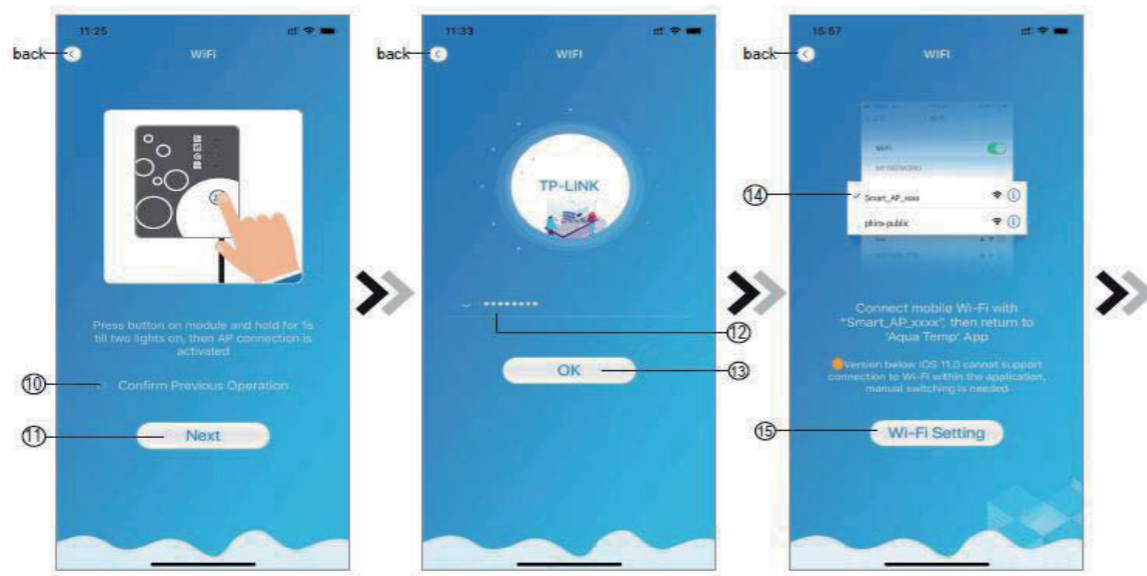 11:25
back
WiFi
Press button on module and hold for 1s
till two lights on, then AP connection is
activated
⑩ Confirm Previous Operation
⑪ Next
11:33
back
WIFI
TP-LINK
⑫
OK ⑬
15:57
back
WIFI
WiFi
MY NETWORKS
⑭ Smart_AP_xxxx
phinx-public
Connect mobile Wi-Fi with
"Smart_AP_xxxx", then return to
'Aqua Temp' App
Version below iOS 11.0 cannot support
connection to Wi-Fi within the application,
manual switching is needed
⑮ Wi-Fi Setting